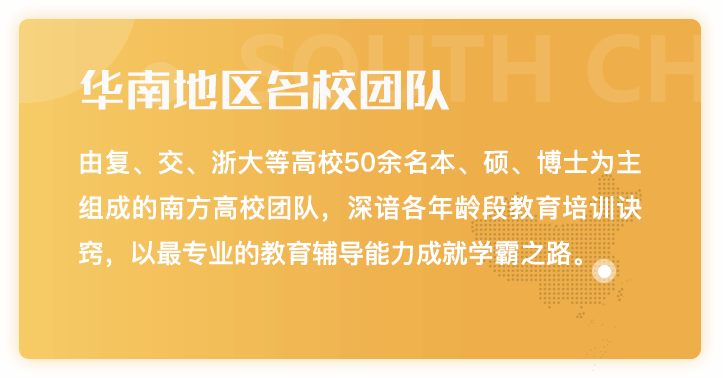 SOUTH CH
华南地区名校团队
由复、交、浙大等高校50余名本、硕、博士为主
组成的南方高校团队，深谙各年龄段教育培训诀
窍，以最专业的教育辅导能力成就学霸之路。